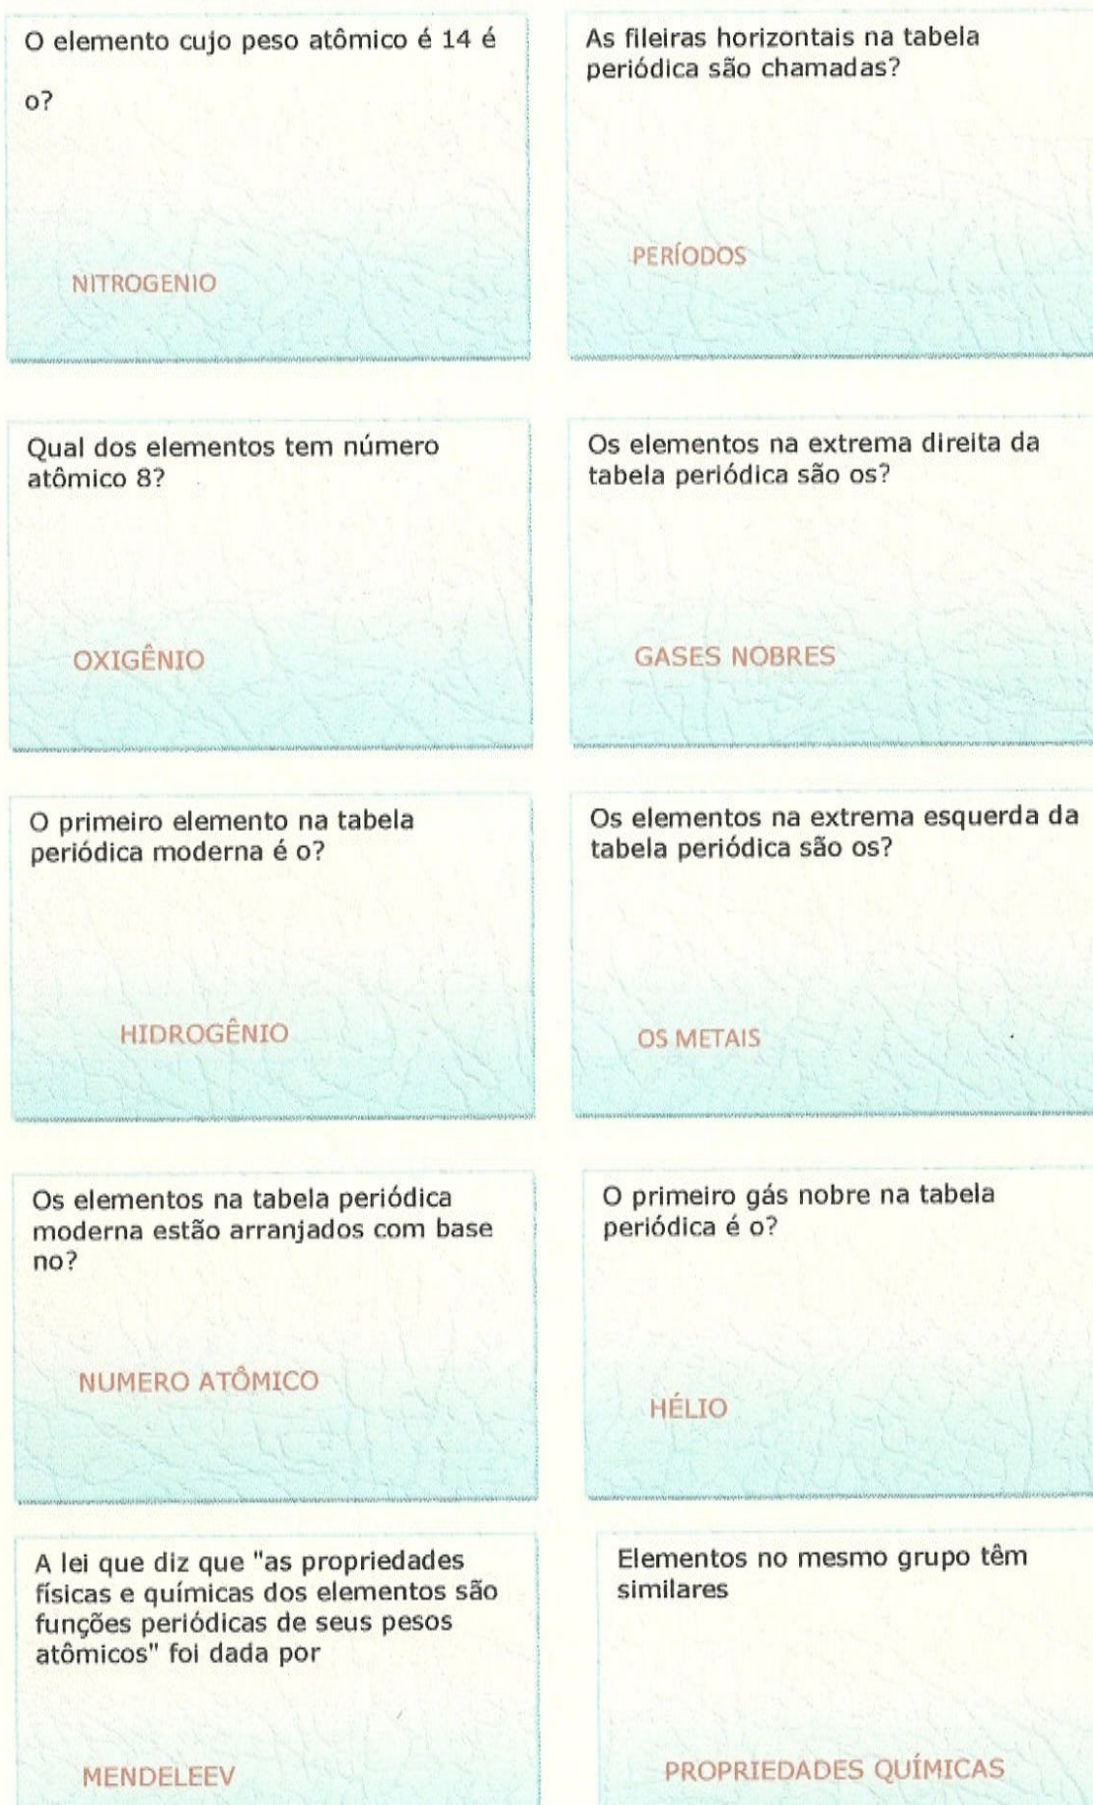 O elemento cujo peso atômico é 14 é
o?
NITROGENIO
As fileiras horizontais na tabela
periódica são chamadas?
PERÍODOS
Qual dos elementos tem número
atômico 8?
OXIGÊNIO
Os elementos na extrema direita da
tabela periódica são os?
GASES NOBRES
O primeiro elemento na tabela
periódica moderna é o?
HIDROGÊNIO
Os elementos na extrema esquerda da
tabela periódica são os?
OS METAIS
Os elementos na tabela periódica
moderna estão arranjados com base
no?
NUMERO ATÔMICO
O primeiro gás nobre na tabela
periódica é o?
HÉLIO
A lei que diz que "as propriedades
físicas e químicas dos elementos são
funções periódicas de seus pesos
atômicos" foi dada por
MENDELEEV
Elementos no mesmo grupo têm
similares
PROPRIEDADES QUÍMICAS